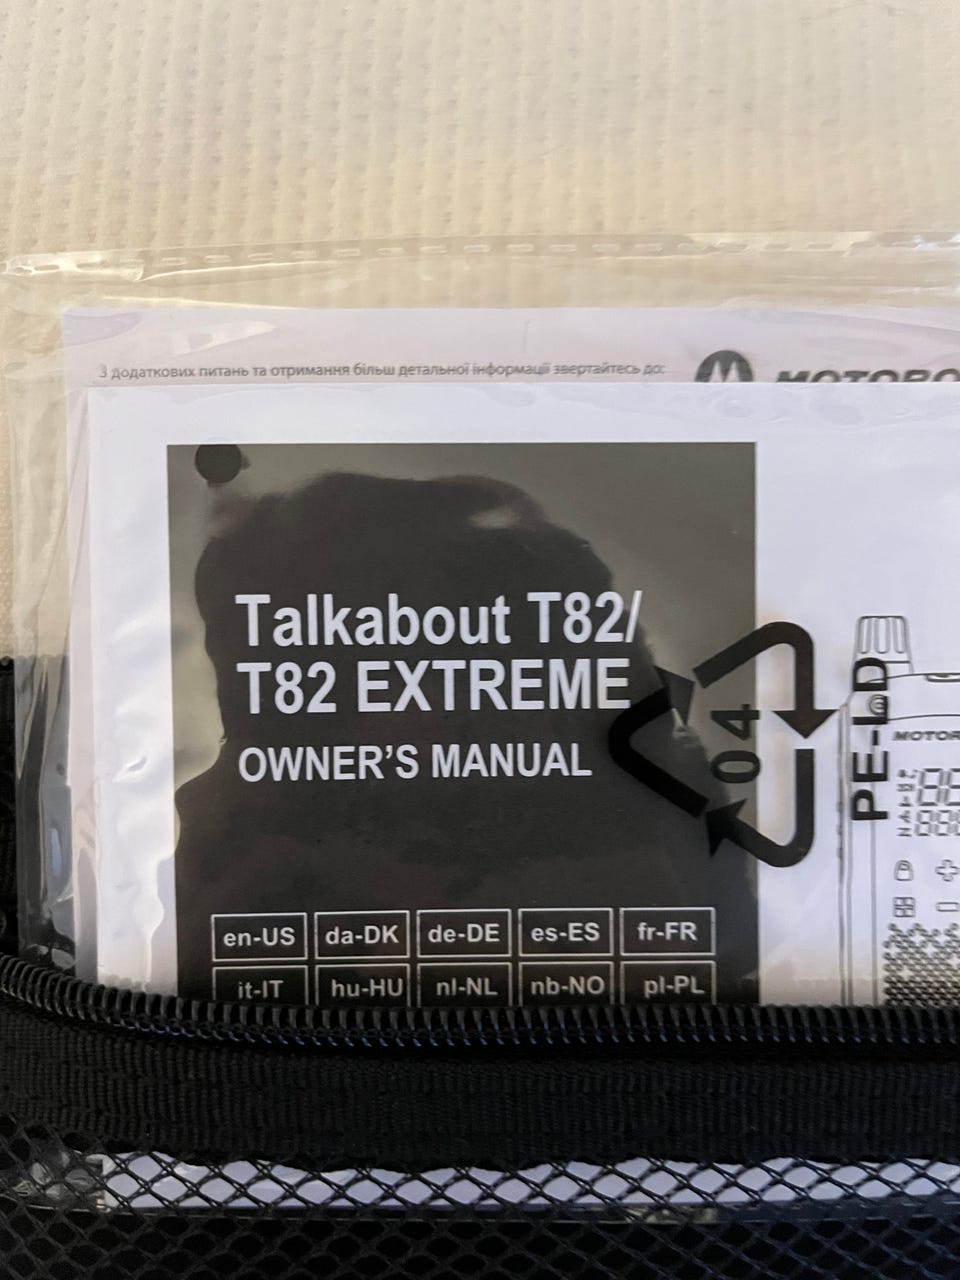 З додаткових питань та отримання більш детальної інформації звертайтесь до:
Talkabout T82/
T82 EXTREME
OWNER'S MANUAL
04
PE-LD
en-US da-DK de-DE es-ES fr-FR
it-IT hu-HU nl-NL nb-NO pl-PL